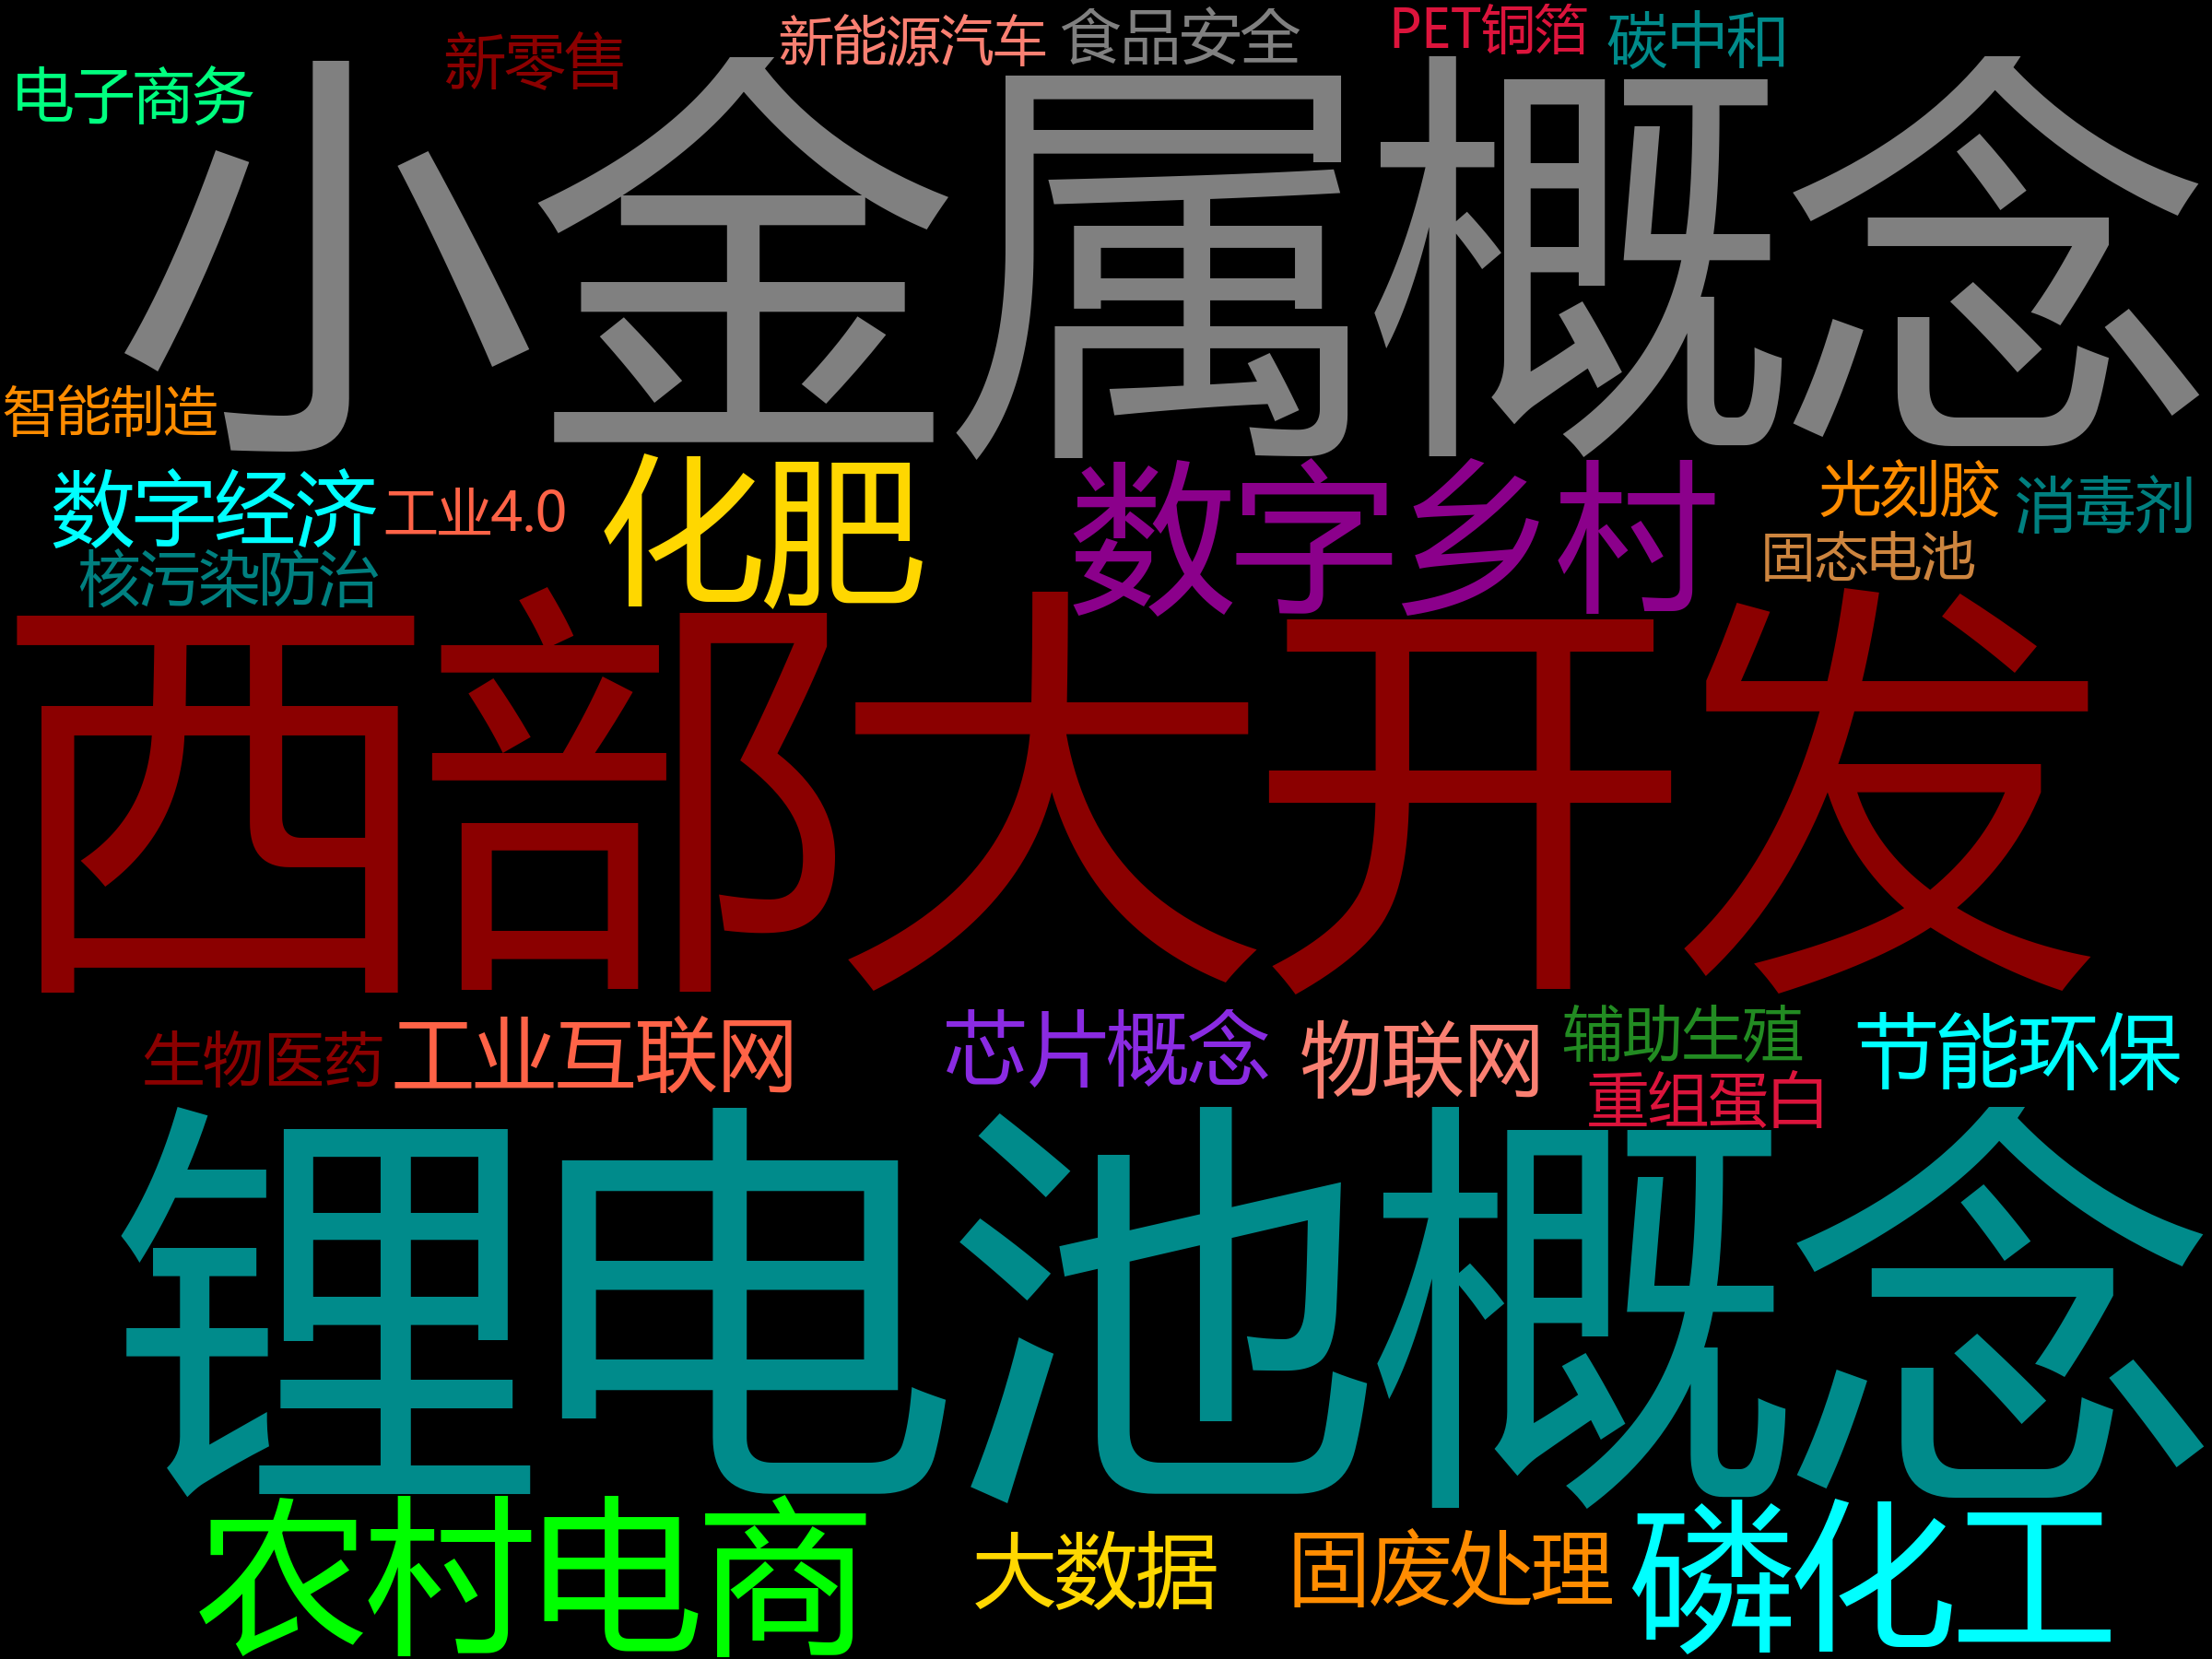 新零售
新能源汽车
食品安全
PET铜箔
碳中和
电子商务
小金属概念
智能制造
数字经济
工业4.0
化肥
数字乡村
光刻胶
消毒剂
固态电池
核污染防治
西部大开发
生物医药
工业互联网
芯片概念
物联网
辅助生殖
节能环保
重组蛋白
锂电池概念
农村电商
大数据
固废处理
磷化工